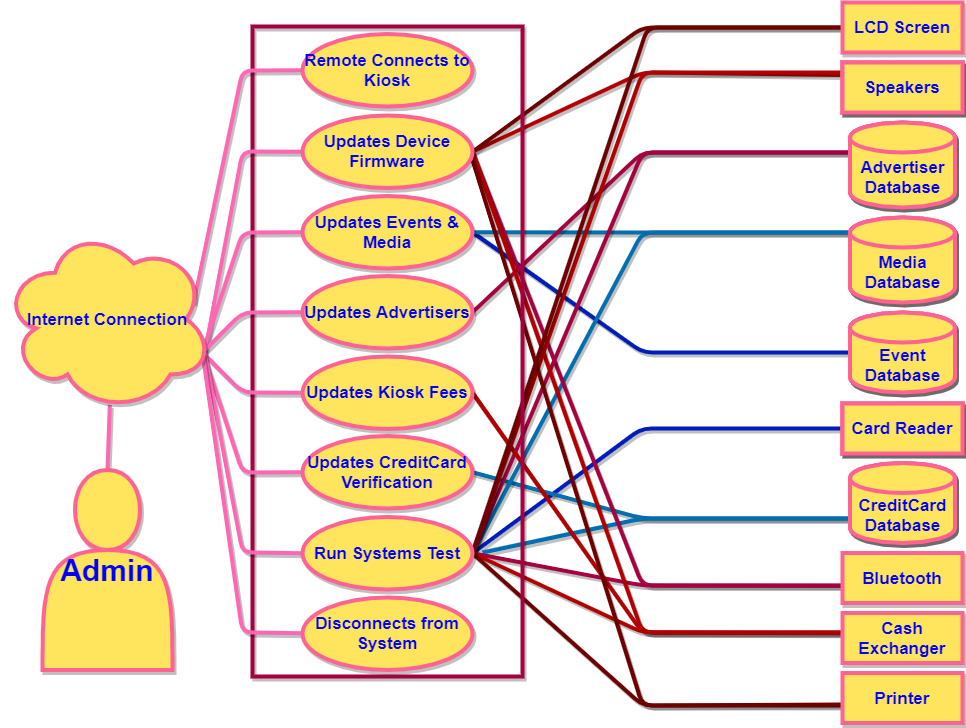 Internet Connection
Admin
Remote Connects to
Kiosk
Updates Device
Firmware
Updates Events &
Media
Updates Advertisers
Updates Kiosk Fees
Updates CreditCard
Verification
Run Systems Test
Disconnects from
System
LCD Screen
Speakers
Advertiser
Database
Media
Database
Event
Database
Card Reader
CreditCard
Database
Bluetooth
Cash
Exchanger
Printer